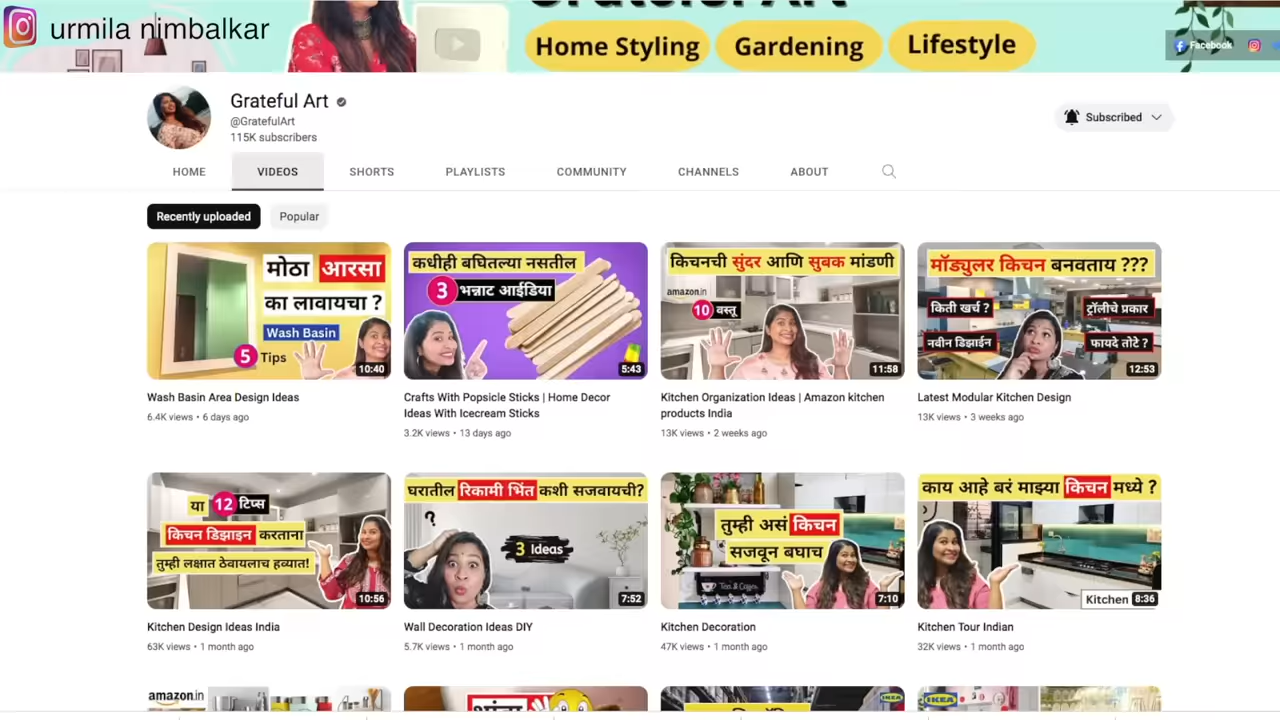 urmila nimbalkar
Grateful Art
Home Styling
Gardening
Lifestyle
Facebook
Grateful Art
@GratefulArt
115K subscribers
Subscribed
HOME
VIDEOS
SHORTS
PLAYLISTS
COMMUNITY
CHANNELS
ABOUT
Recently uploaded
Popular
मोठा आरसा
का लावायचा ?
Wash Basin
5 Tips
10:40
Wash Basin Area Design Ideas
6.4K views • 6 days ago
कधीही बघितल्या नसतील
3 भन्नाट आईडिया
5:43
Crafts With Popsicle Sticks | Home Decor
Ideas With Icecream Sticks
3.2K views • 13 days ago
किचनची सुंदर आणि सुबक मांडणी
amazon.in
10 वस्तू
11:58
Kitchen Organization Ideas | Amazon kitchen
products India
13K views • 2 weeks ago
मॉड्युलर किचन बनवताय ???
किती खर्च ?
ट्रॉलीचे प्रकार
नवीन डिझाईन
फायदे तोटे ?
12:53
Latest Modular Kitchen Design
13K views • 3 weeks ago
या 12 टिप्स
किचन डिझाइन करताना
तुम्ही लक्षात ठेवायलाच हव्यात!
10:56
Kitchen Design Ideas India
63K views • 1 month ago
घरातील रिकामी भिंत कशी सजवायची?
?
3 Ideas
7:52
Wall Decoration Ideas DIY
5.7K views • 1 month ago
तुम्ही असं किचन
सजवून बघाच
Tea & Coffee
7:10
Kitchen Decoration
47K views • 1 month ago
काय आहे बरं माझ्या किचन मध्ये ?
Kitchen 8:36
Kitchen Tour Indian
32K views • 1 month ago
amazon.in
IKEA
IKEA